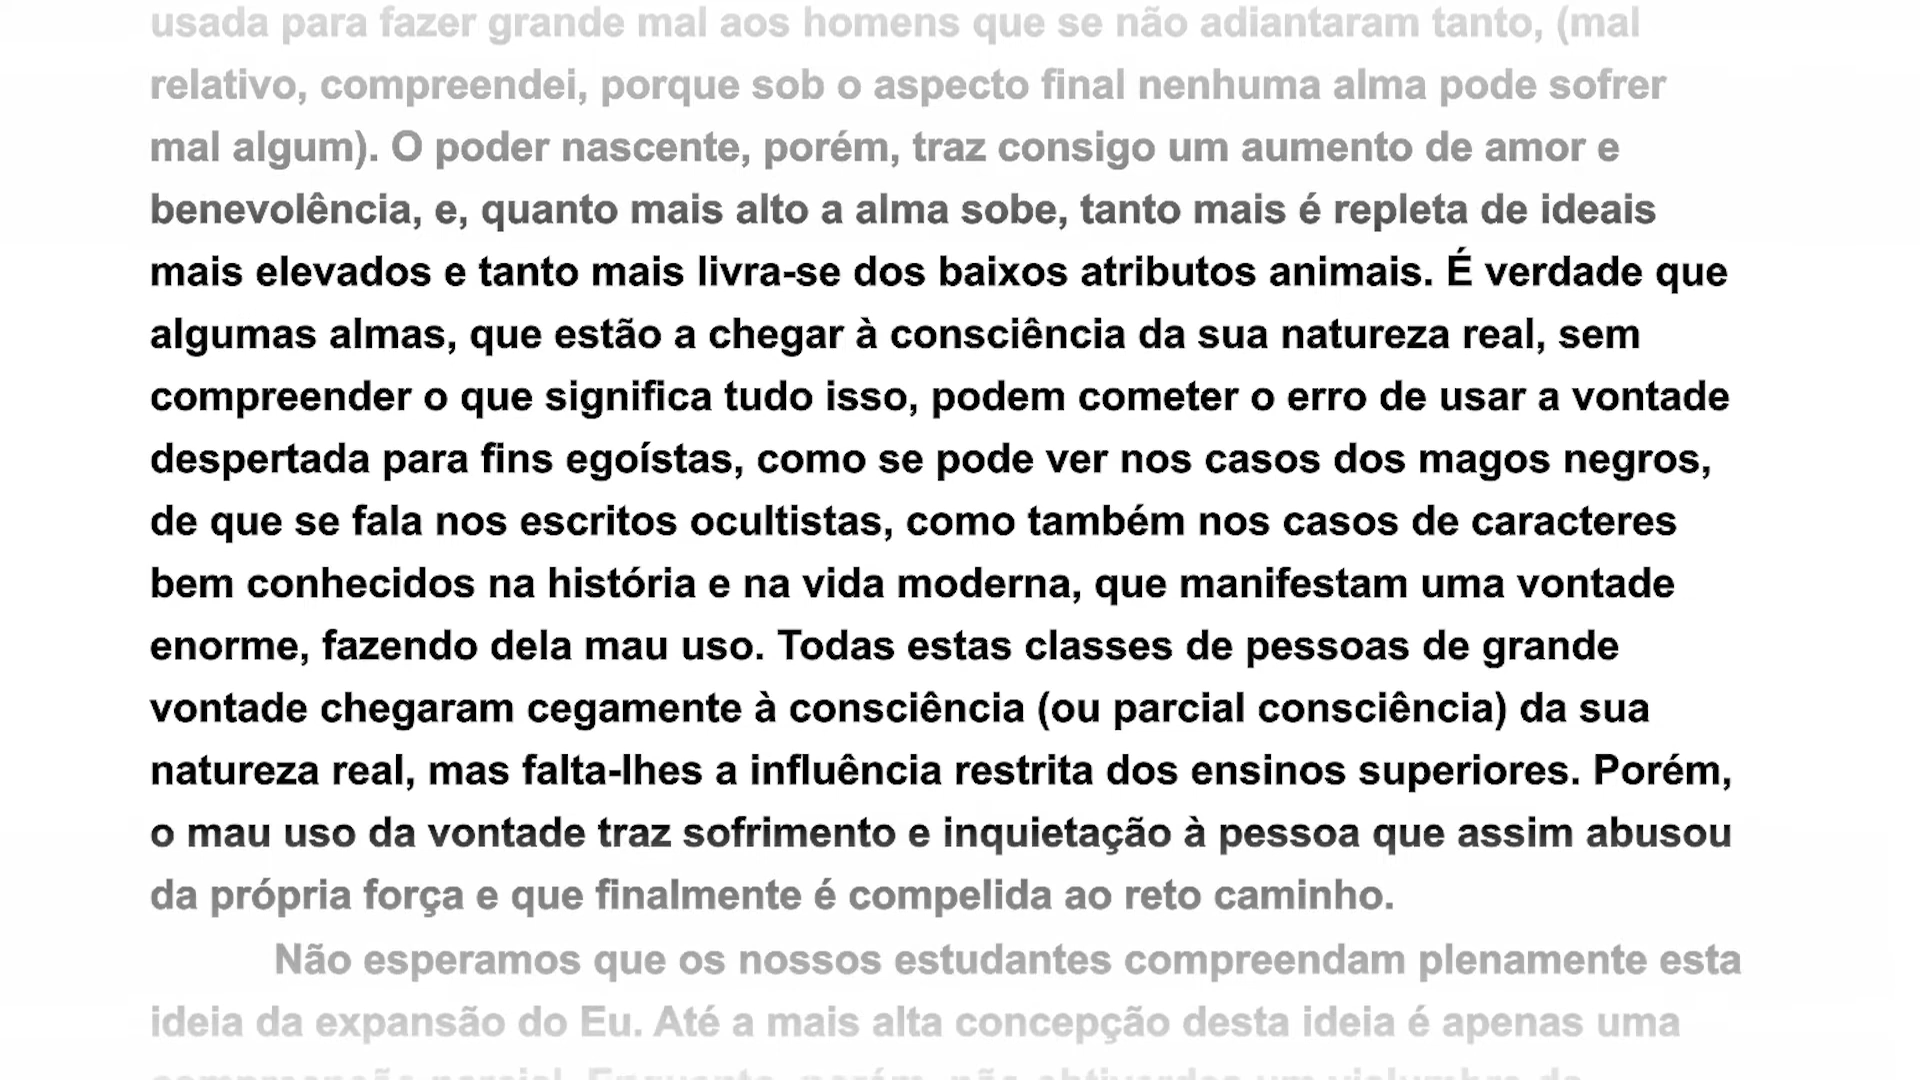 usada para fazer grande mal aos homens que se não adiantaram tanto, (mal
relativo, compreendei, porque sob o aspecto final nenhuma alma pode sofrer
mal algum). O poder nascente, porém, traz consigo um aumento de amor e
benevolência, e, quanto mais alto a alma sobe, tanto mais é repleta de ideais
mais elevados e tanto mais livra-se dos baixos atributos animais. É verdade que
algumas almas, que estão a chegar à consciência da sua natureza real, sem
compreender o que significa tudo isso, podem cometer o erro de usar a vontade
despertada para fins egoístas, como se pode ver nos casos dos magos negros,
de que se fala nos escritos ocultistas, como também nos casos de caracteres
bem conhecidos na história e na vida moderna, que manifestam uma vontade
enorme, fazendo dela mau uso. Todas estas classes de pessoas de grande
vontade chegaram cegamente à consciência (ou parcial consciência) da sua
natureza real, mas falta-lhes a influência restrita dos ensinos superiores. Porém,
o mau uso da vontade traz sofrimento e inquietação à pessoa que assim abusou
da própria força e que finalmente é compelida ao reto caminho.
Não esperamos que os nossos estudantes compreendam plenamente esta
ideia da expansão do Eu. Até a mais alta concepção desta ideia é apenas uma